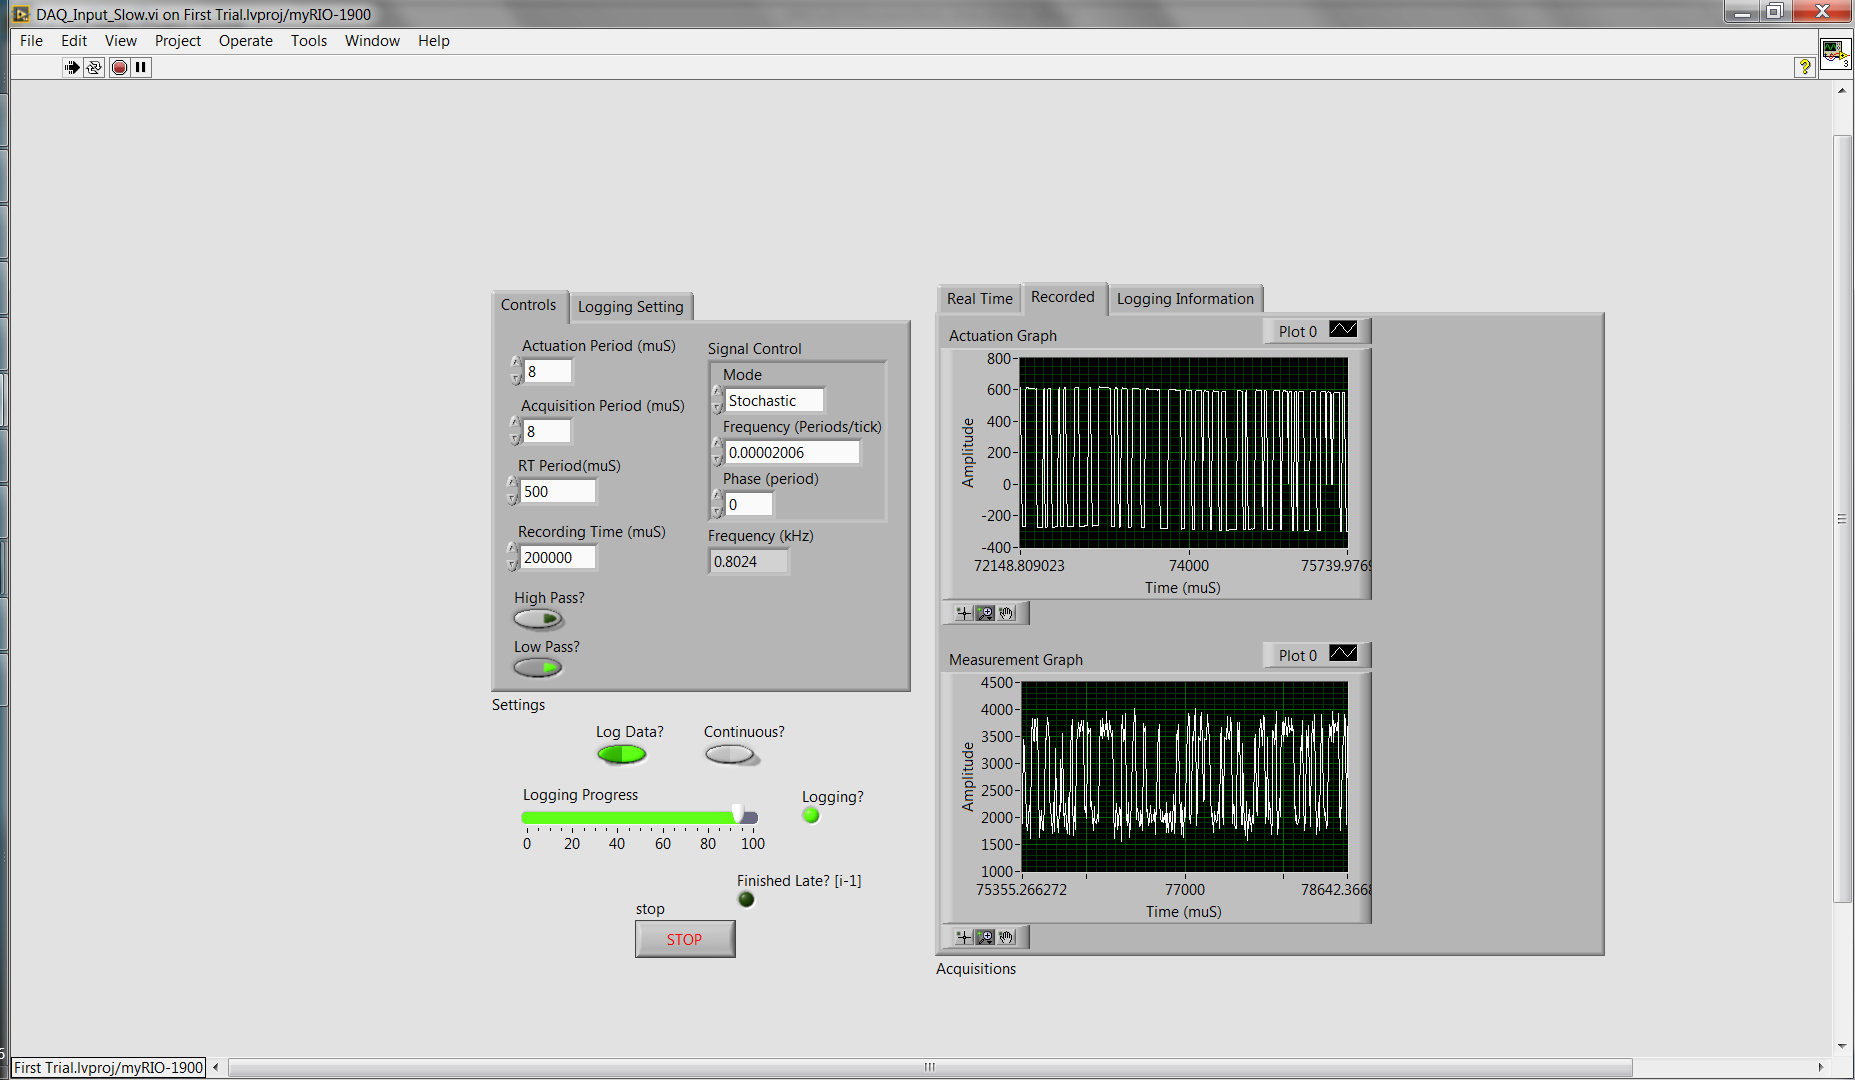 DAQ_Input_Slow.vi on First Trial.lvproj/myRIO-1900
File Edit View Project Operate Tools Window Help
?
3
Controls Logging Setting
Actuation Period (muS)
8
Acquisition Period (muS)
8
RT Period(muS)
500
Recording Time (muS)
200000
High Pass?
Low Pass?
Signal Control
Mode
Stochastic
Frequency (Periods/tick)
0.00002006
Phase (period)
0
Frequency (kHz)
0.8024
Settings
Log Data? Continuous?
Logging Progress
0 20 40 60 80 100
Logging?
Finished Late? [i-1]
stop
STOP
Real Time Recorded Logging Information
Actuation Graph
Plot 0
Amplitude
800
600
400
200
0
-200
-400
72148.809023 74000 75739.976
Time (muS)
Measurement Graph
Plot 0
Amplitude
4500
4000
3500
3000
2500
2000
1500
1000
75355.266272 77000 78642.366
Time (muS)
Acquisitions
First Trial.lvproj/myRIO-1900